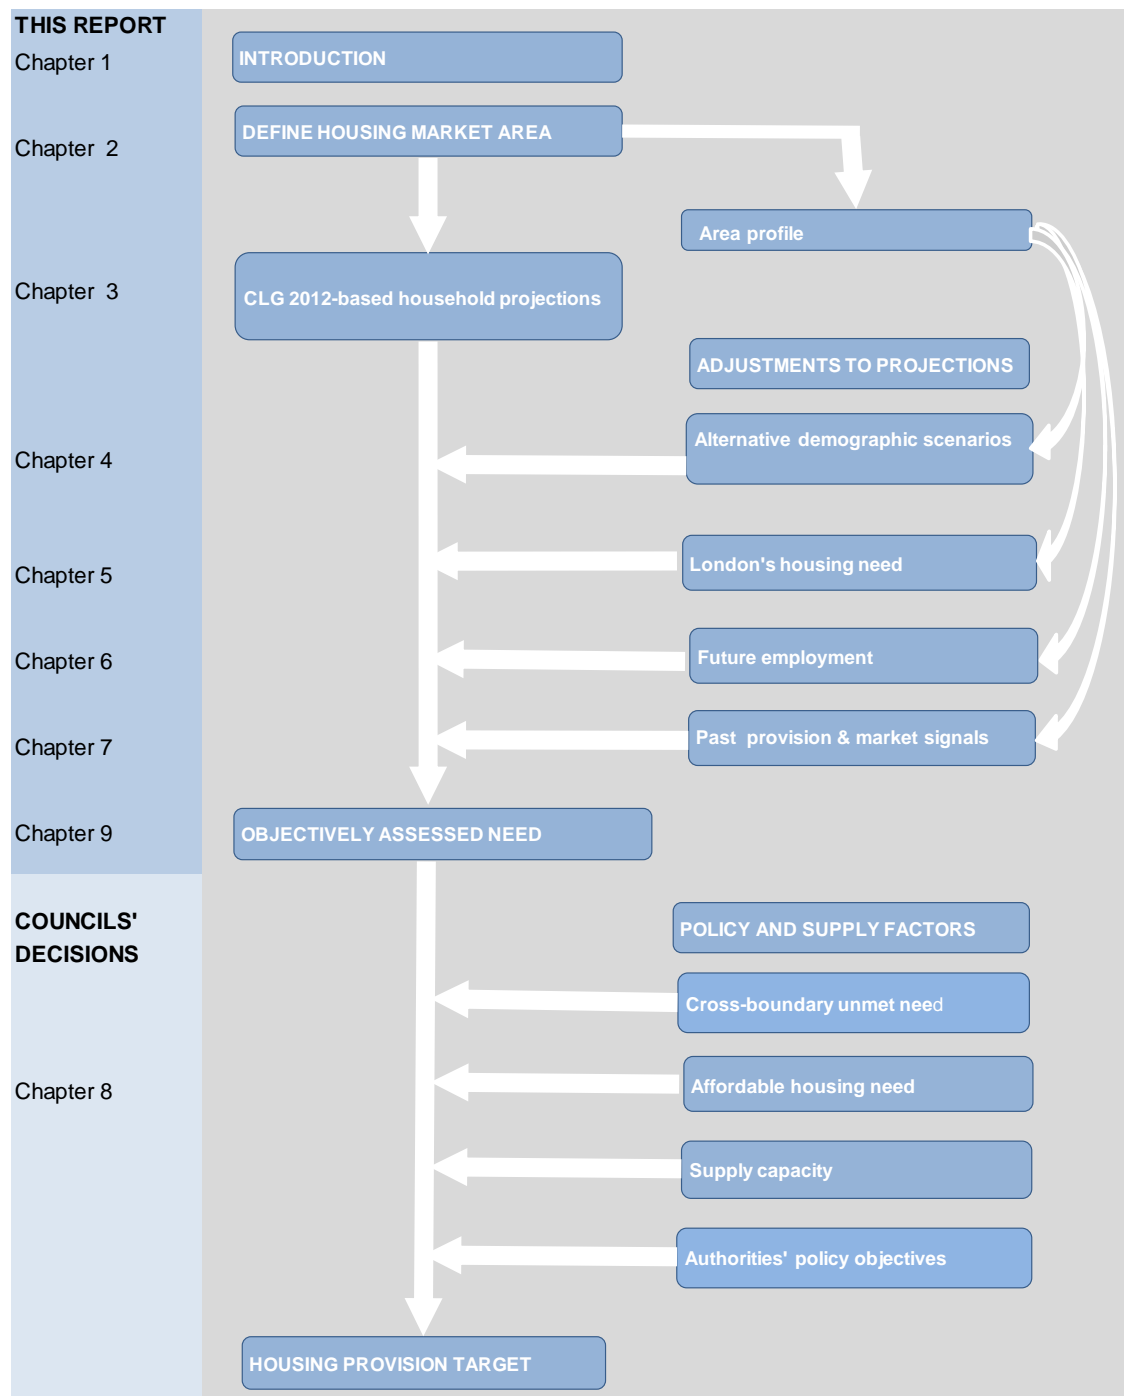 THIS REPORT
Chapter 1
INTRODUCTION
Chapter 2
DEFINE HOUSING MARKET AREA
Area profile
Chapter 3
CLG 2012-based household projections
ADJUSTMENTS TO PROJECTIONS
Chapter 4
Alternative demographic scenarios
Chapter 5
London's housing need
Chapter 6
Future employment
Chapter 7
Past provision & market signals
Chapter 9
OBJECTIVELY ASSESSED NEED
COUNCILS'
DECISIONS
POLICY AND SUPPLY FACTORS
Cross-boundary unmet need
Chapter 8
Affordable housing need
Supply capacity
Authorities' policy objectives
HOUSING PROVISION TARGET